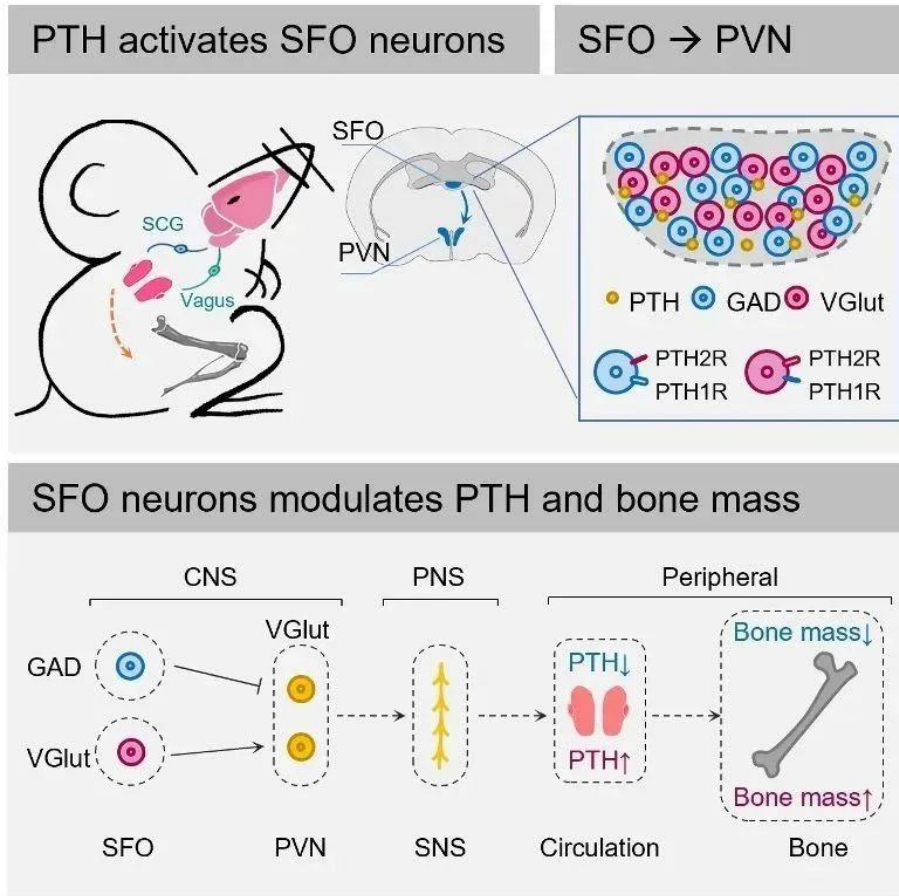 PTH activates SFO neurons
SFO → PVN
SFO
PVN
SCG
Vagus
PTH GAD VGlut
PTH2R
PTH1R
PTH2R
PTH1R
SFO neurons modulates PTH and bone mass
CNS PNS Peripheral
VGlut
GAD
VGlut
PTH↓
PTH↑
Bone mass↓
Bone mass↑
SFO PVN SNS Circulation Bone